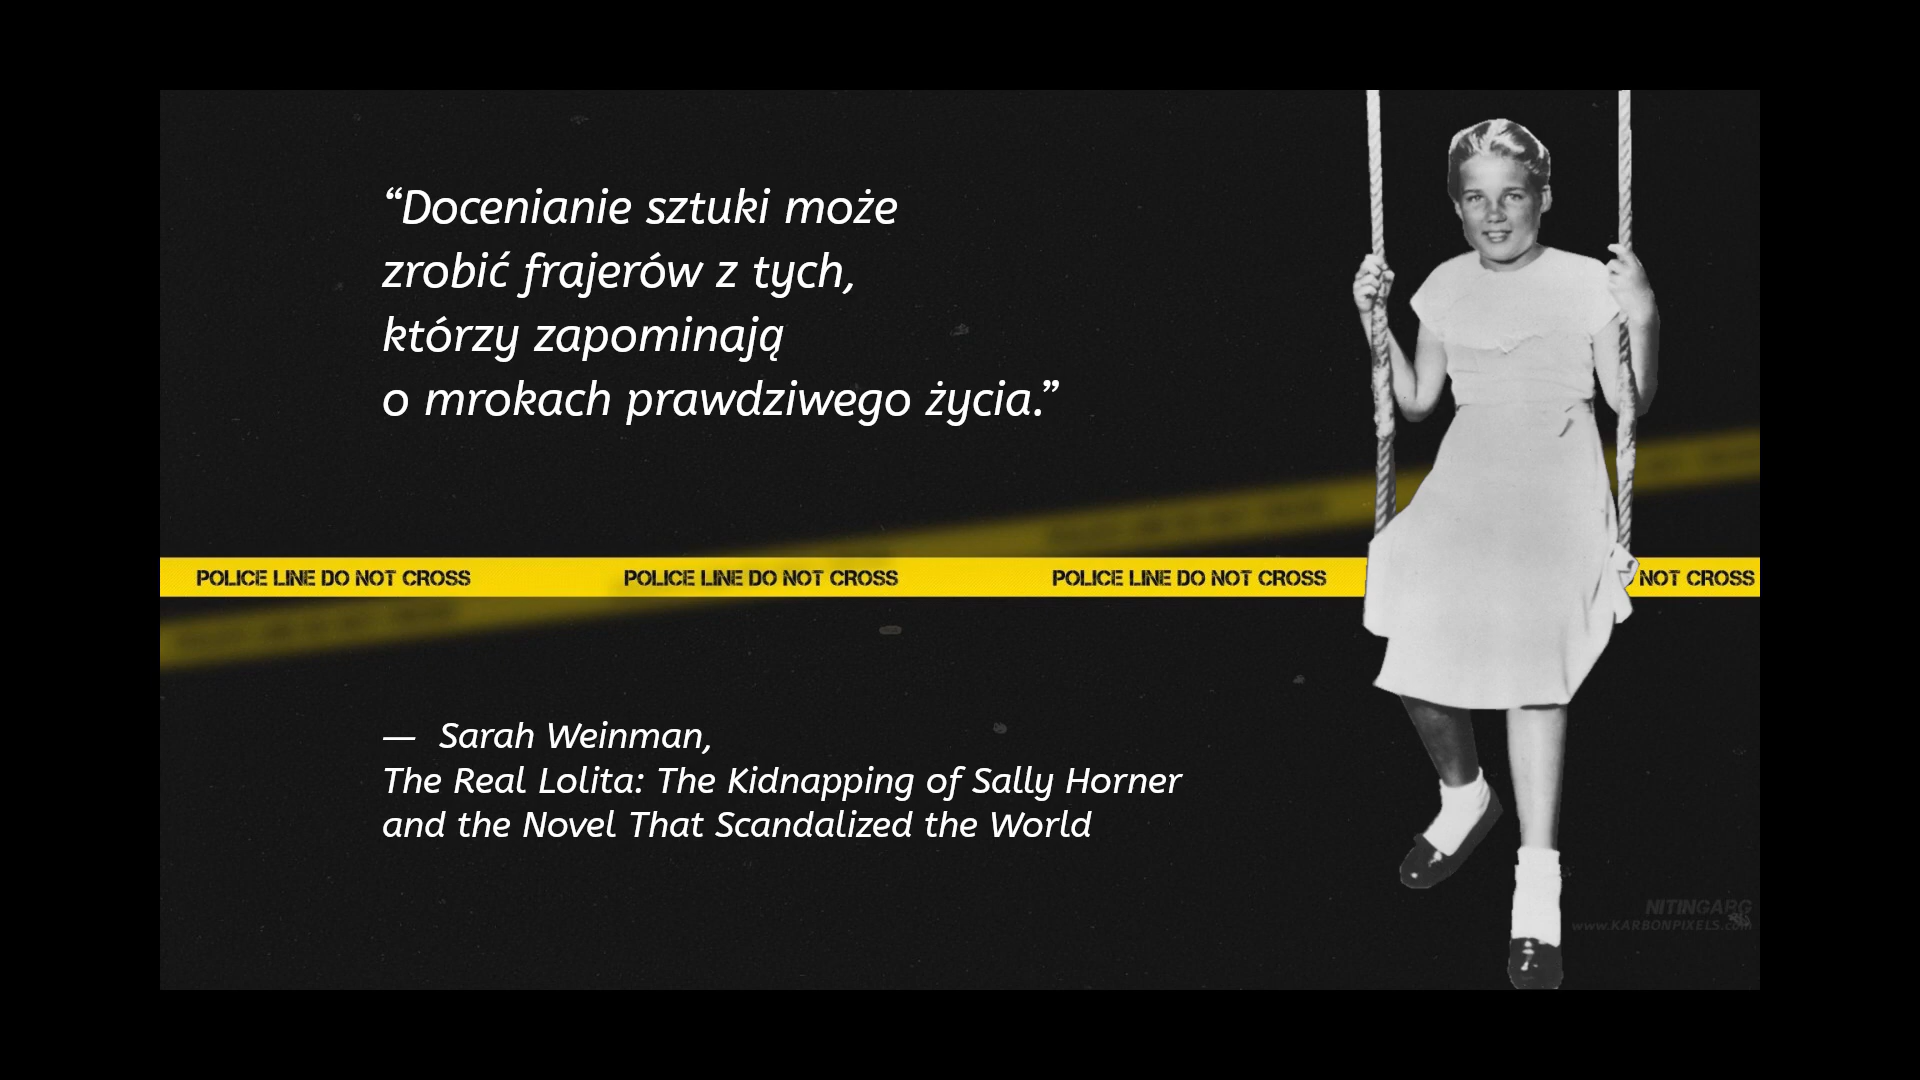 “Docenianie sztuki może
zrobić frajerów z tych,
którzy zapominają
o mrokach prawdziwego życia.”
POLICE LINE DO NOT CROSS POLICE LINE DO NOT CROSS POLICE LINE DO NOT CROSS NOT CROSS
— Sarah Weinman,
The Real Lolita: The Kidnapping of Sally Horner
and the Novel That Scandalized the World
NITINGARG
www.KARBONPIXELS.com